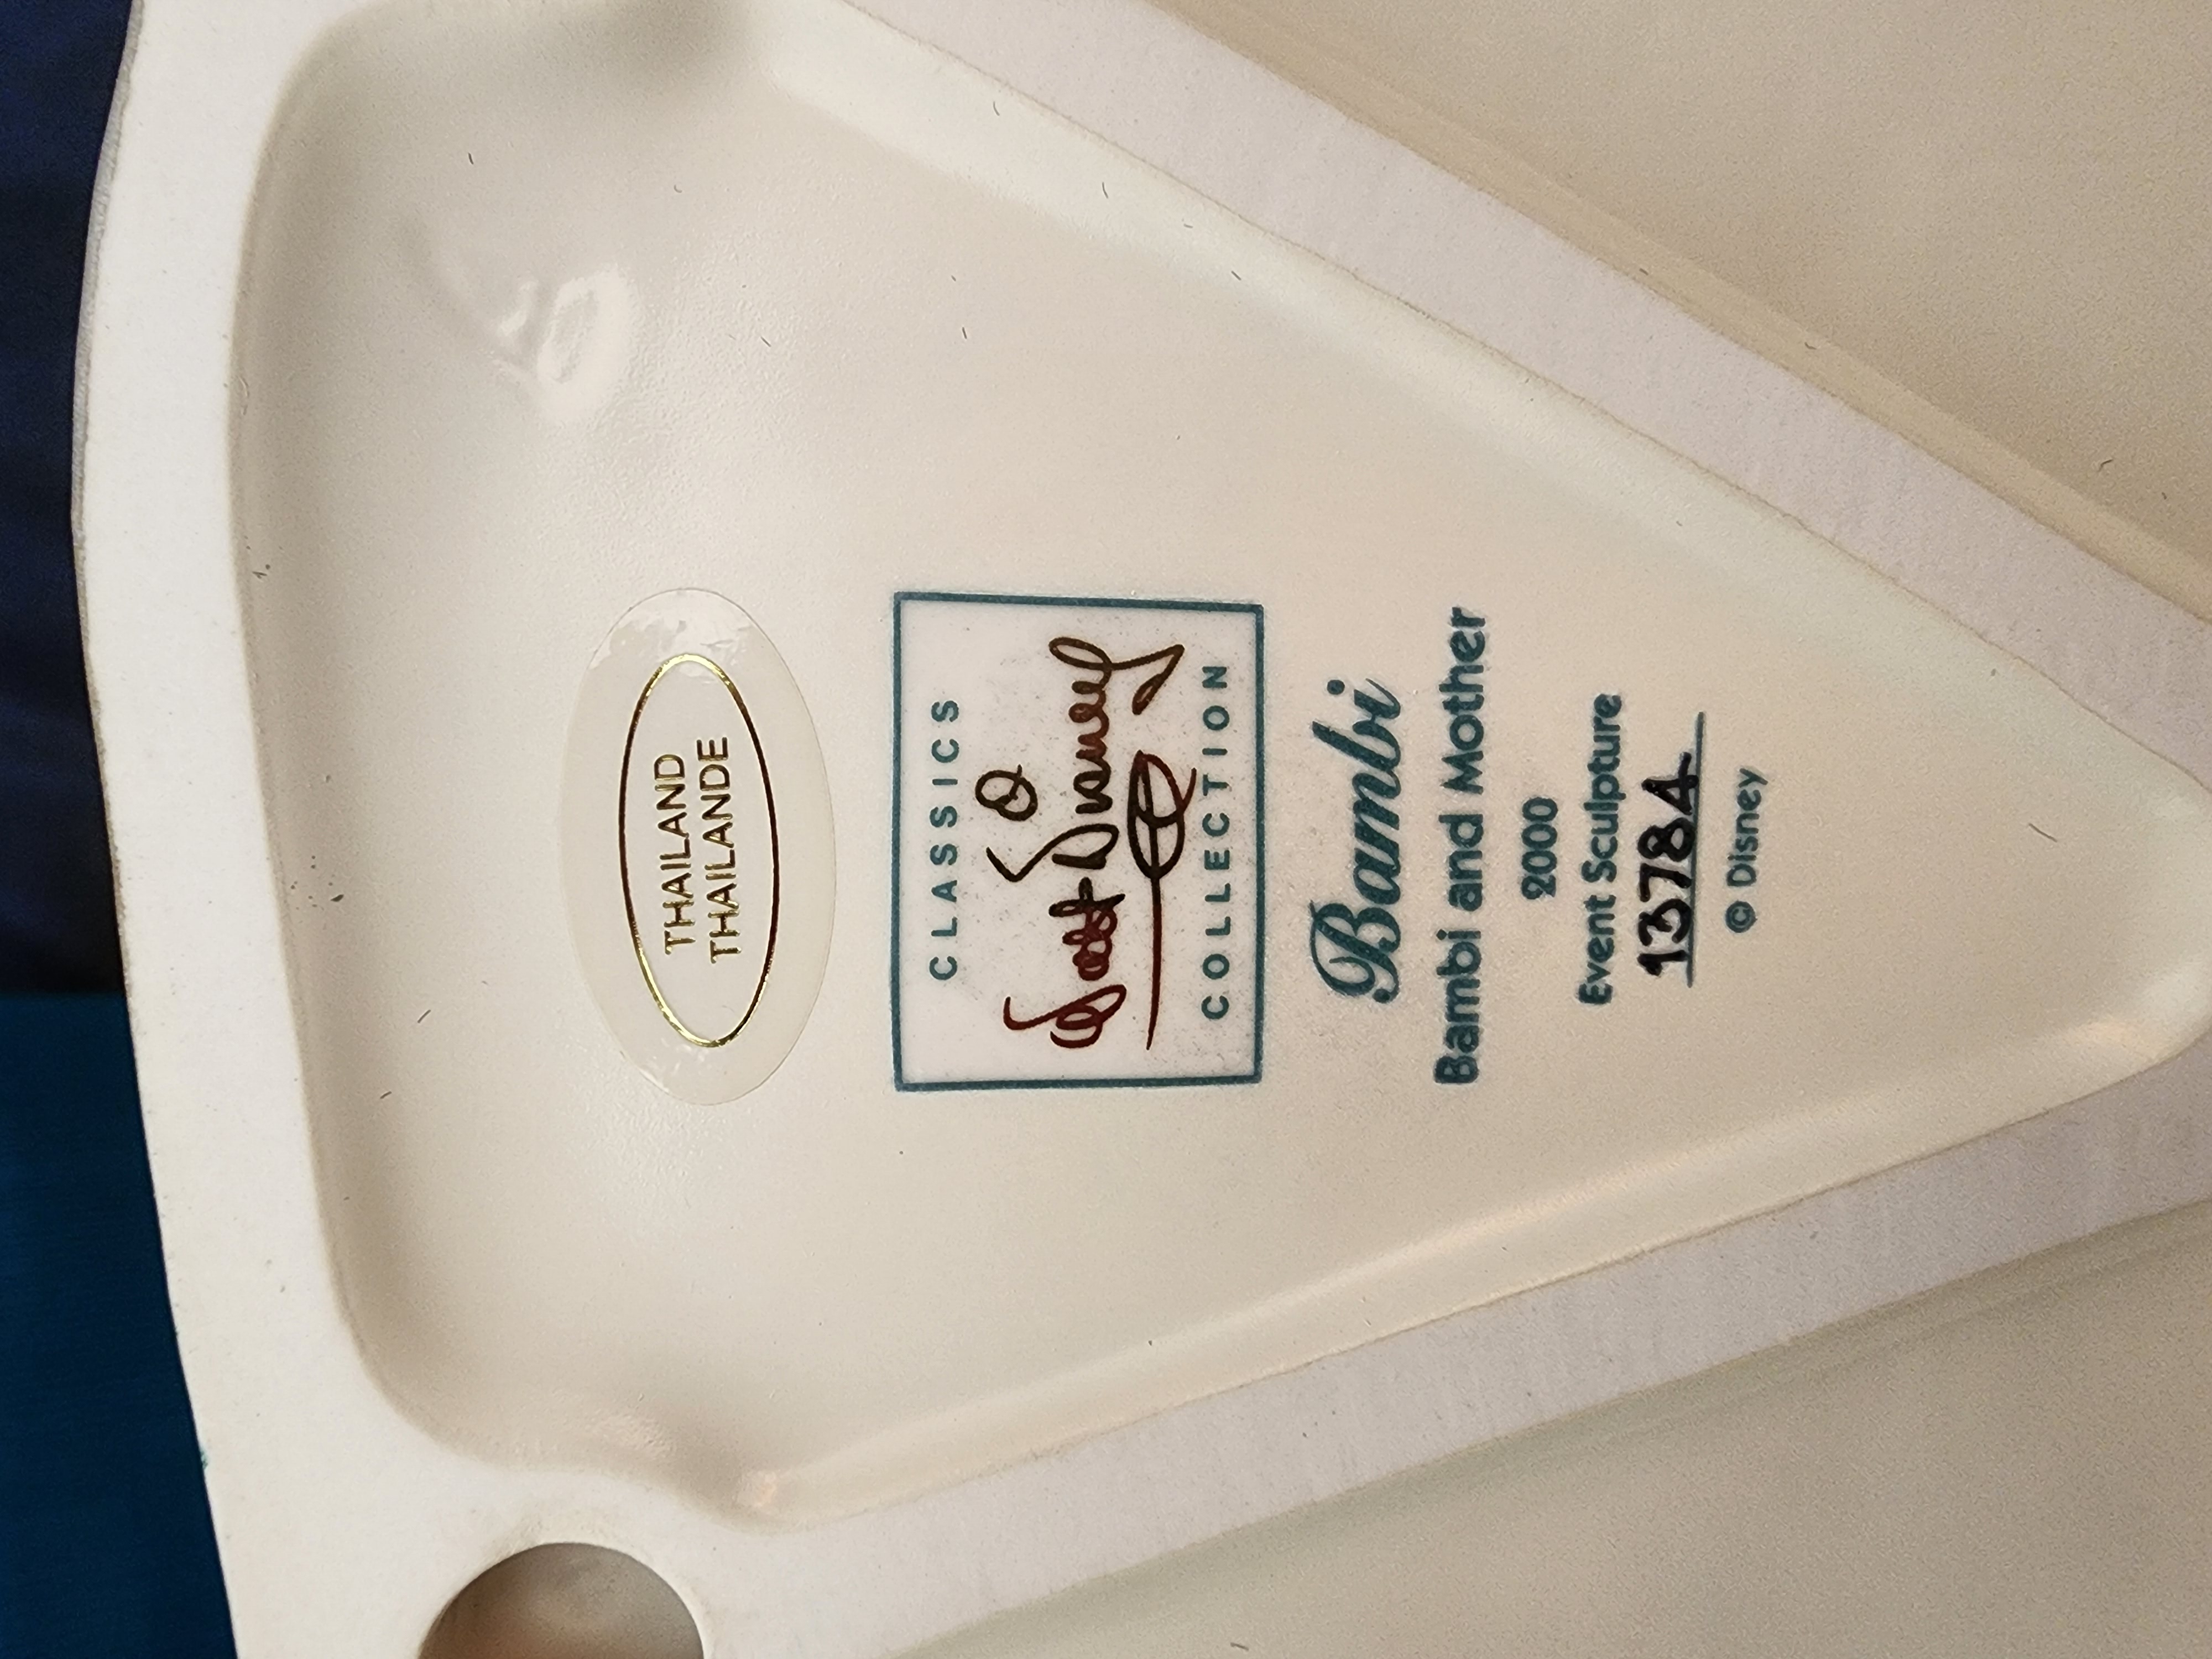 THAILAND
THAILANDE
CLASSICS
Walt Disney
COLLECTION
Bambi
Bambi and Mother
2000
Event Sculpture
13784
© Disney